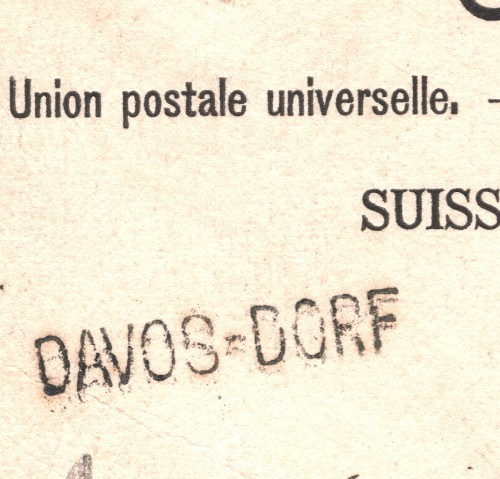 Union postale universelle. –
SUISS
DAVOS-DORF